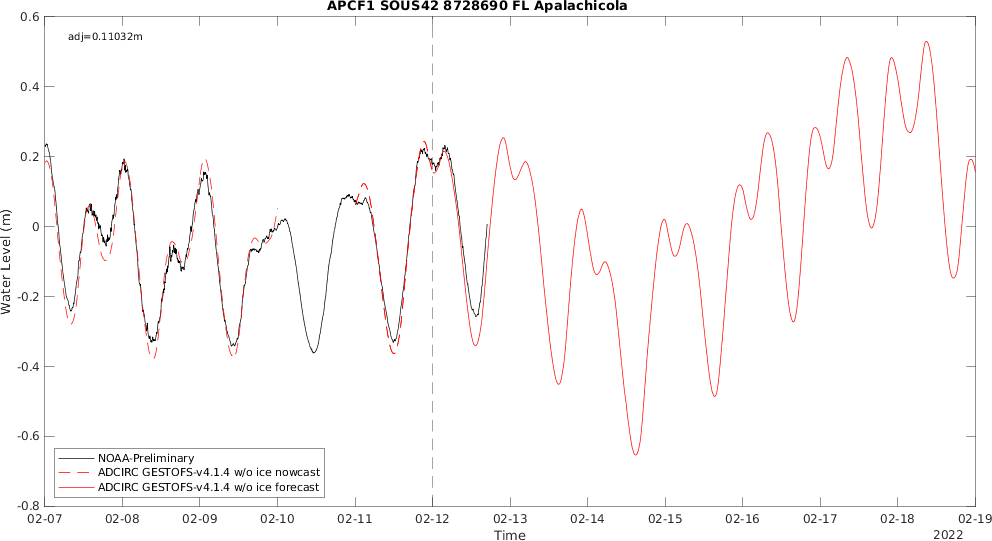 APCF1 SOUS42 8728690 FL Apalachicola
adj=0.11032m
0.6
0.4
0.2
0
-0.2
-0.4
-0.6
-0.8
Water Level (m)
NOAA-Preliminary
ADCIRC GESTOFS-v4.1.4 w/o ice nowcast
ADCIRC GESTOFS-v4.1.4 w/o ice forecast
02-07 02-08 02-09 02-10 02-11 02-12 02-13 02-14 02-15 02-16 02-17 02-18 02-19
Time
2022